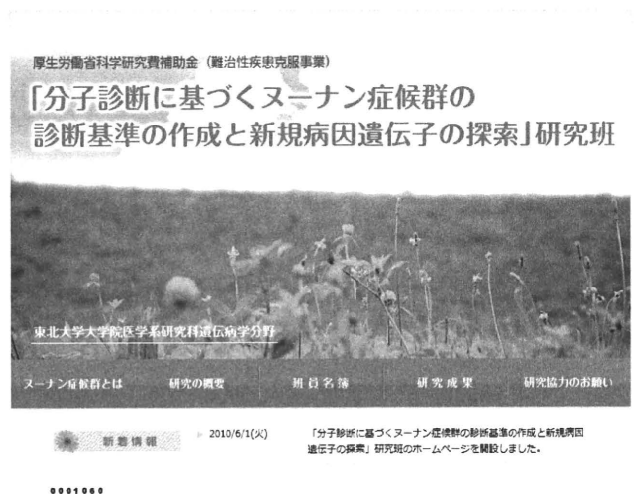 厚生労働省科学研究費補助金（難治性疾患克服事業）
「分子診断に基づくヌーナン症候群の
診断基準の作成と新規病因遺伝子の探索」研究班
東北大学大学院医学系研究科遺伝病学分野
ヌーナン症候群とは 研究の概要 班員名簿 研究成果 研究協力のお願い
新着情報 2010/6/1(火) 「分子診断に基づくヌーナン症候群の診断基準の作成と新規病因
遺伝子の探索」研究班のホームページを開設しました。
0001060